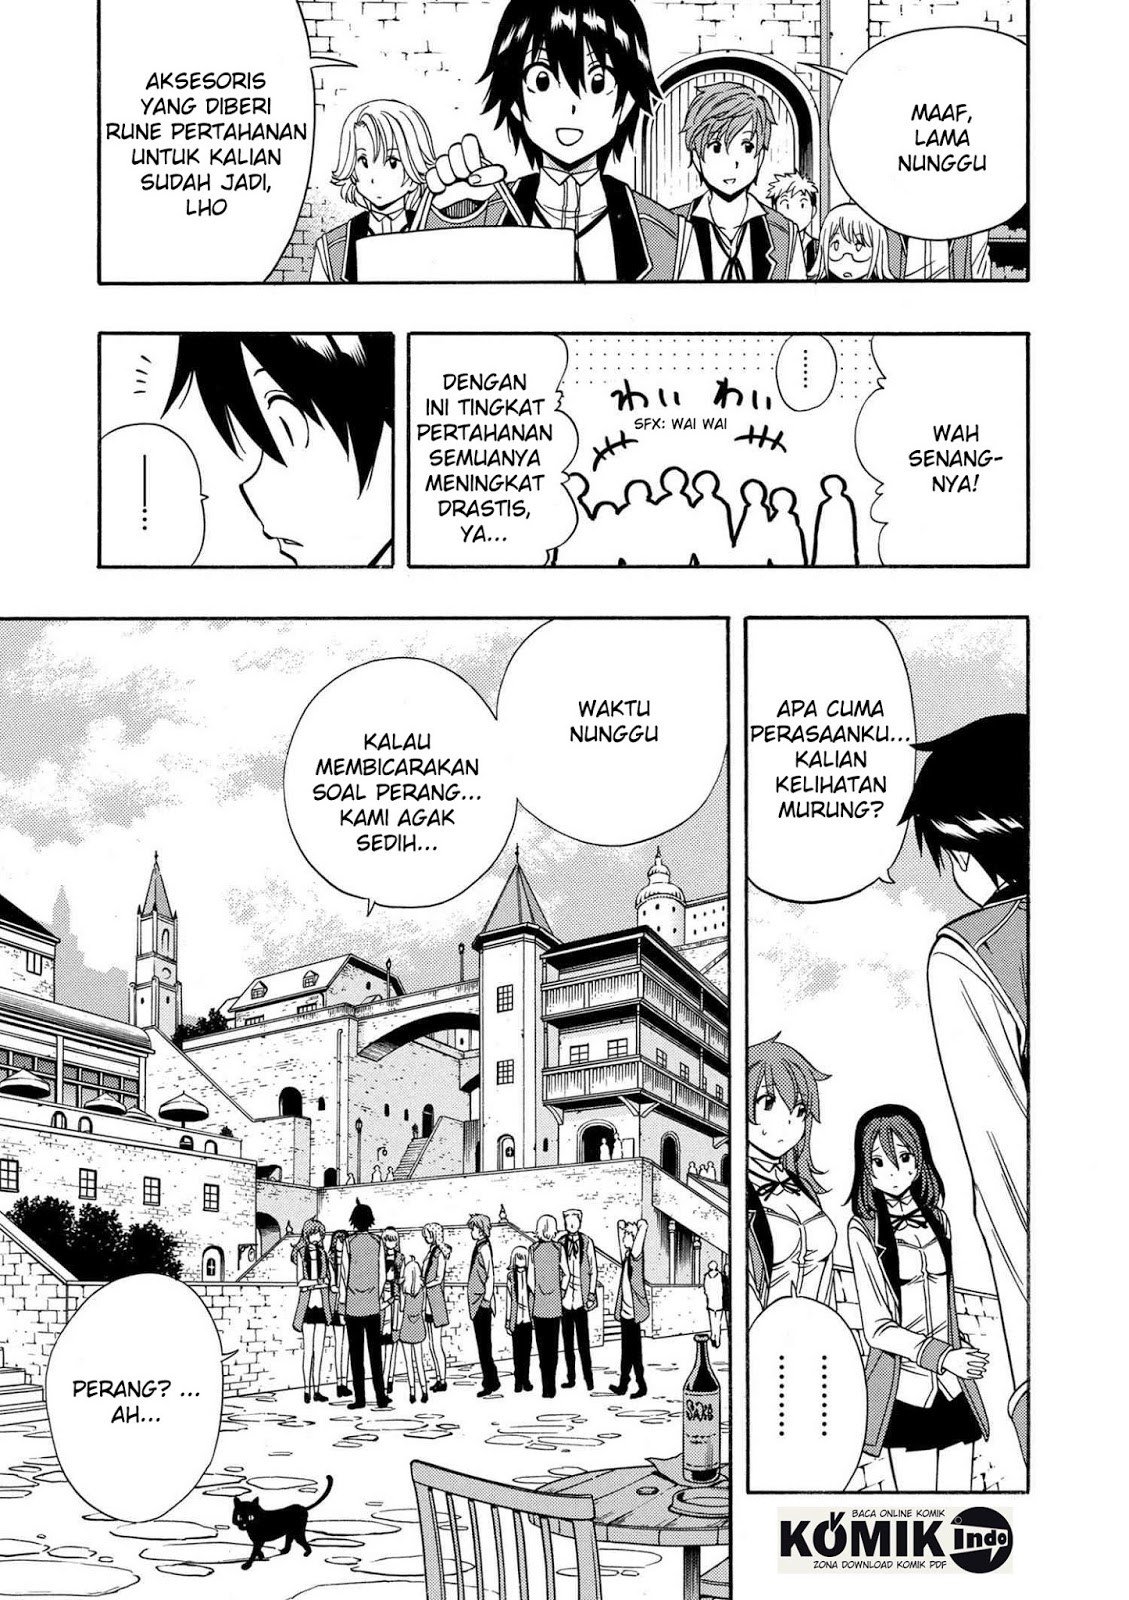 MAAF,
LAMA
NUNGGU
AKSESORIS
YANG DIBERI
RUNE PERTAHANAN
UNTUK KALIAN
SUDAH JADI,
LHO
WAH
SENANG-
NYA!
わい わい
SFX: WAI WAI
DENGAN
INI TINGKAT
PERTAHANAN
SEMUANYA
MENINGKAT
DRASTIS,
YA...
APA CUMA
PERASAANKU...
KALIAN
KELIHATAN
MURUNG?
WAKTU
NUNGGU
KALAU
MEMBICARAKAN
SOAL PERANG...
KAMI AGAK
SEDIH...
PERANG? ...
AH...
BACA ONLINE KOMIK
KOMIK indo
ZONA DOWNLOAD KOMIK PDF